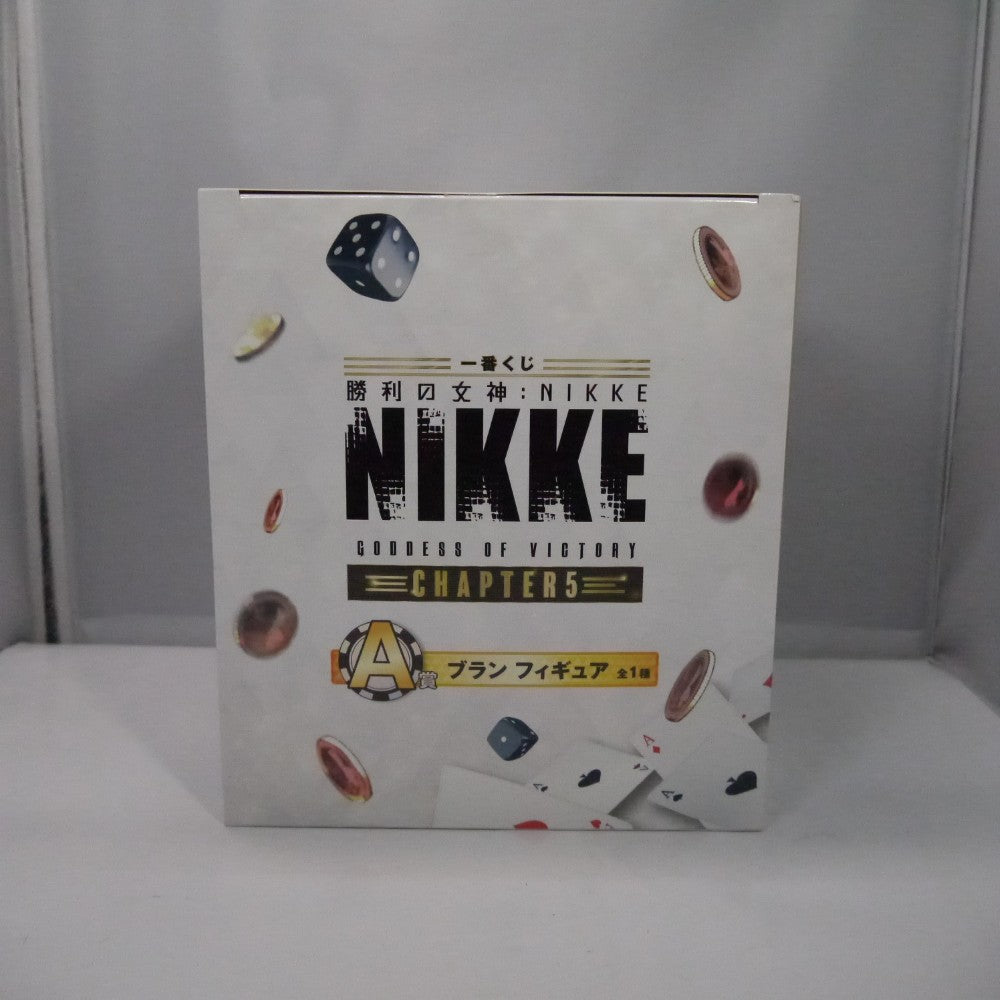 一番くじ
勝利の女神:NIKKE
NIKKE
GODDESS OF VICTORY
CHAPTER5
A賞 ブラン フィギュア 全1種
A
A
A
A